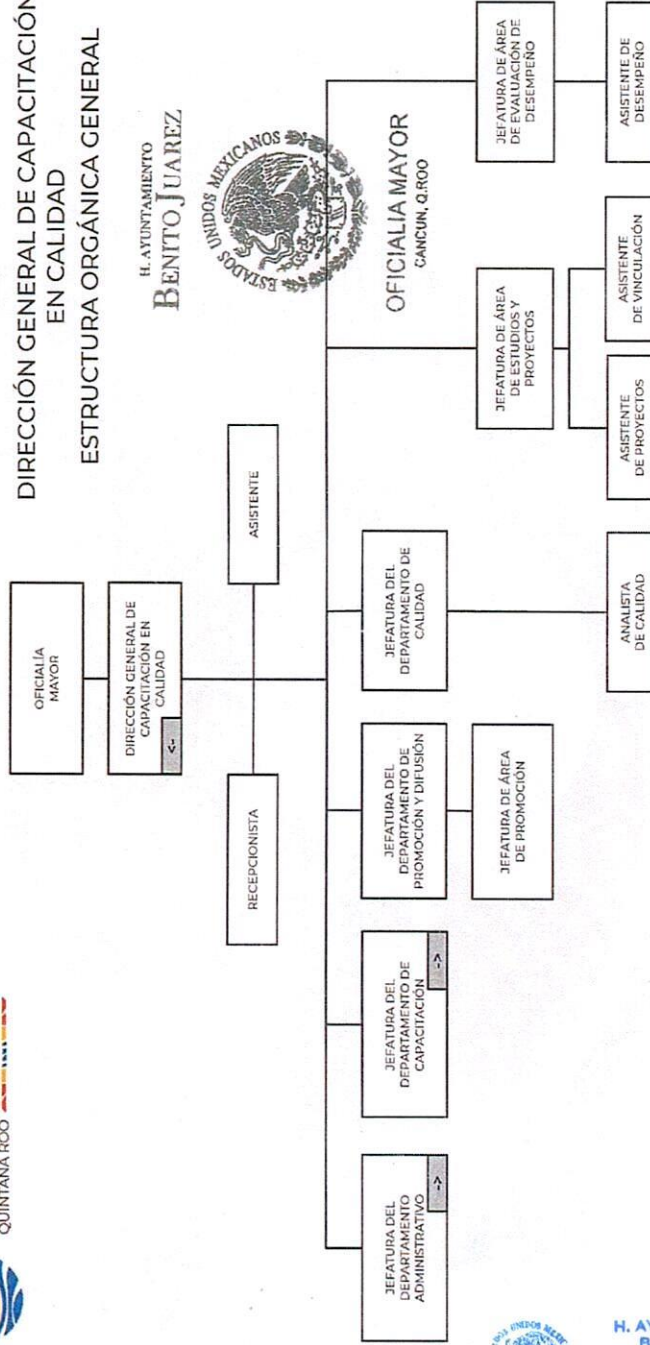 QUINTANA ROO
DIRECCIÓN GENERAL DE CAPACITACIÓN
EN CALIDAD
ESTRUCTURA ORGÁNICA GENERAL
H. AYUNTAMIENTO
BENITO JUAREZ
ESTADOS UNIDOS MEXICANOS
OFICIALIA MAYOR
CANCUN, Q.ROO
OFICIALÍA
MAYOR
DIRECCIÓN GENERAL DE
CAPACITACIÓN EN
CALIDAD
<-
RECEPCIONISTA
ASISTENTE
JEFATURA DEL
DEPARTAMENTO
ADMINISTRATIVO
->
JEFATURA DEL
DEPARTAMENTO DE
CAPACITACIÓN
->
JEFATURA DEL
DEPARTAMENTO DE
PROMOCIÓN Y DIFUSIÓN
JEFATURA DEL
DEPARTAMENTO DE
CALIDAD
JEFATURA DE ÁREA
DE PROMOCIÓN
JEFATURA DE ÁREA
DE ESTUDIOS Y
PROYECTOS
JEFATURA DE ÁREA
DE EVALUACIÓN DE
DESEMPEÑO
ANALISTA
DE CALIDAD
ASISTENTE
DE PROYECTOS
ASISTENTE
DE VINCULACIÓN
ASISTENTE DE
DESEMPEÑO
H. AY